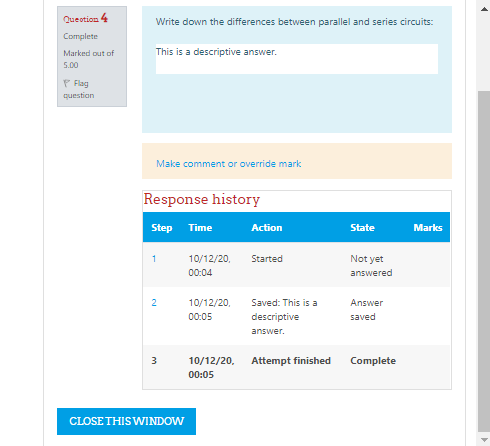 Question 4
Complete
Marked out of
5.00
Flag
question
Write down the differences between parallel and series circuits:
This is a descriptive answer.
Make comment or override mark
Response history
Step Time Action State Marks
1 10/12/20, Started Not yet
00:04 answered
2 10/12/20, Saved: This is a Answer
00:05 descriptive saved
answer.
3 10/12/20, Attempt finished Complete
00:05
CLOSE THIS WINDOW